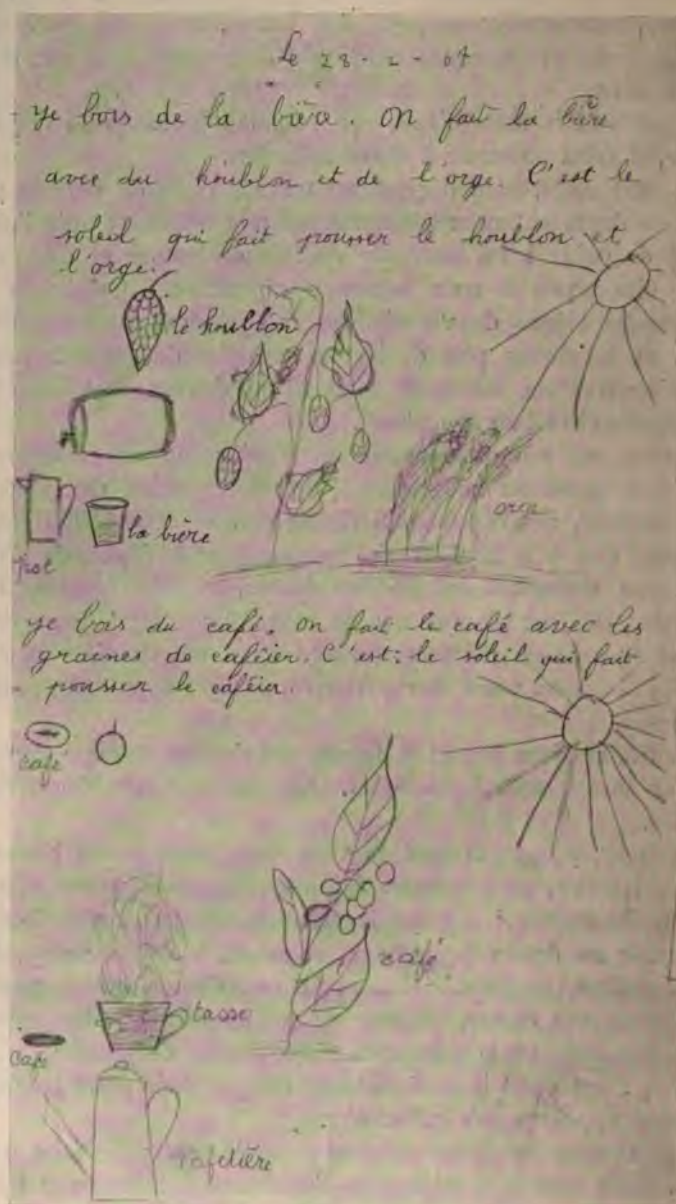 Le 28-2-07
Je bois de la bière. On fait la bière
avec du houblon et de l'orge. C'est le
soleil qui fait pousser le houblon et
l'orge.
le houblon
orge
la bière
pot
Je bois du café. On fait le café avec les
graines de caféier. C'est: le soleil qui fait
pousser le caféier.
café
café
tasse
café
cafetière